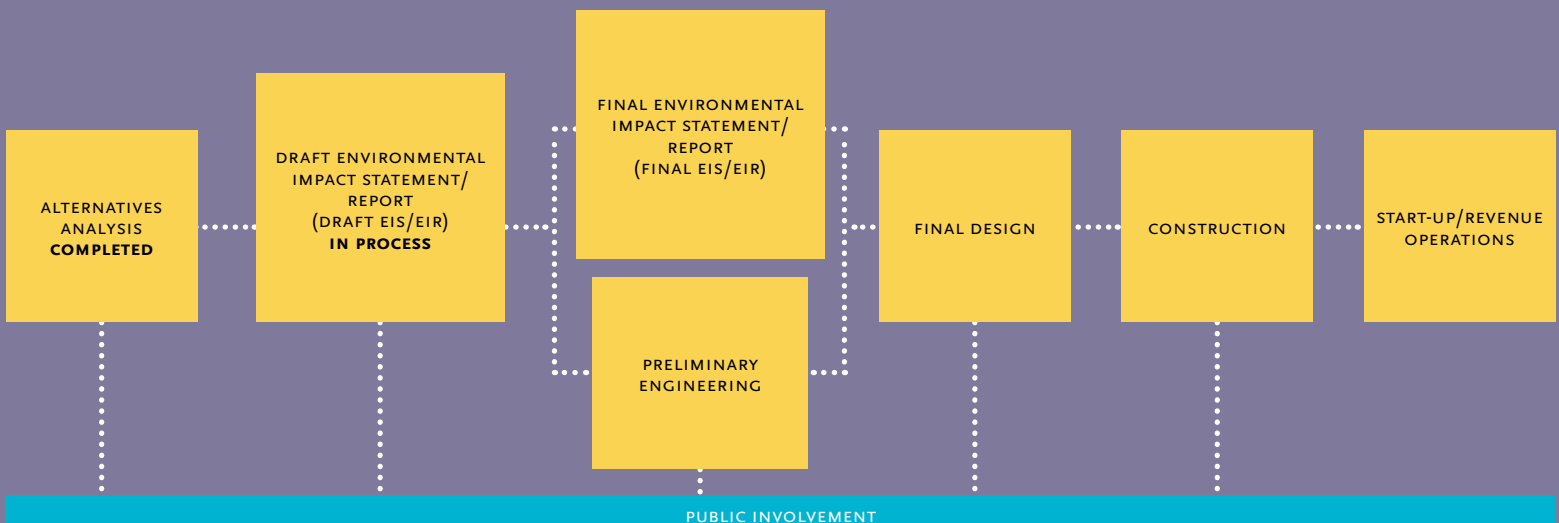 ALTERNATIVES
ANALYSIS
COMPLETED
DRAFT ENVIRONMENTAL
IMPACT STATEMENT/
REPORT
(DRAFT EIS/EIR)
IN PROCESS
FINAL ENVIRONMENTAL
IMPACT STATEMENT/
REPORT
(FINAL EIS/EIR)
PRELIMINARY
ENGINEERING
FINAL DESIGN
CONSTRUCTION
START-UP/REVENUE
OPERATIONS
PUBLIC INVOLVEMENT